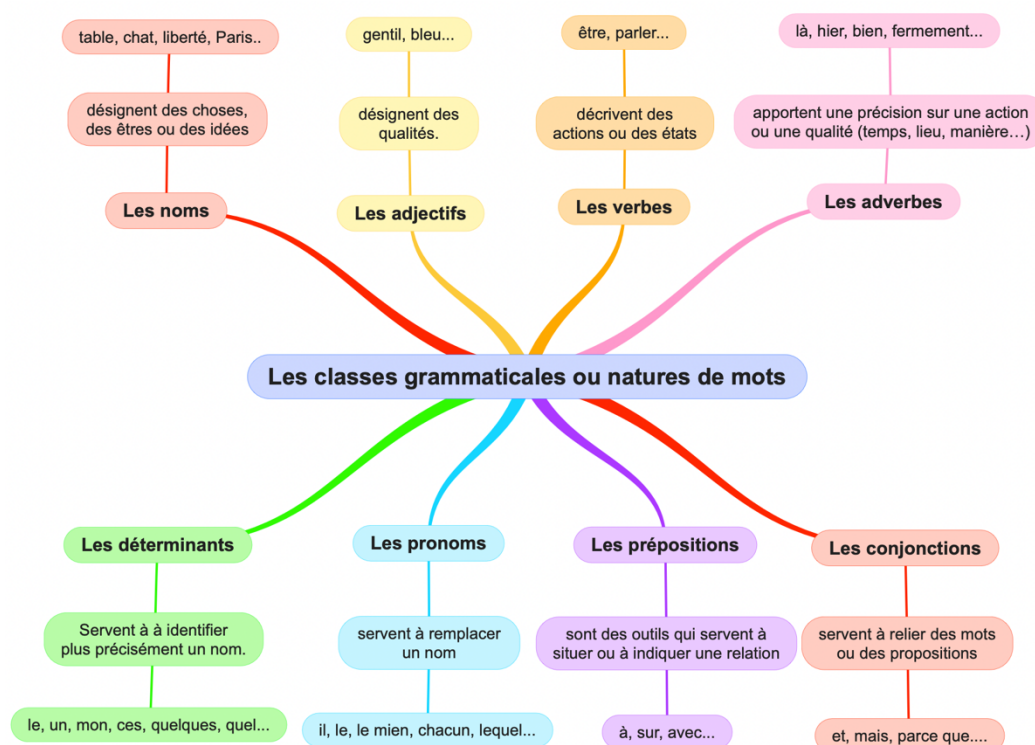 table, chat, liberté, Paris..
désignent des choses,
des êtres ou des idées
Les noms
gentil, bleu...
désignent des
qualités.
Les adjectifs
être, parler...
décrivent des
actions ou des états
Les verbes
là, hier, bien, fermement...
apportent une précision sur une action
ou une qualité (temps, lieu, manière…)
Les adverbes
Les classes grammaticales ou natures de mots
Les déterminants
Servent à à identifier
plus précisément un nom.
le, un, mon, ces, quelques, quel...
Les pronoms
servent à remplacer
un nom
il, le, le mien, chacun, lequel...
Les prépositions
sont des outils qui servent à
situer ou à indiquer une relation
à, sur, avec...
Les conjonctions
servent à relier des mots
ou des propositions
et, mais, parce que....